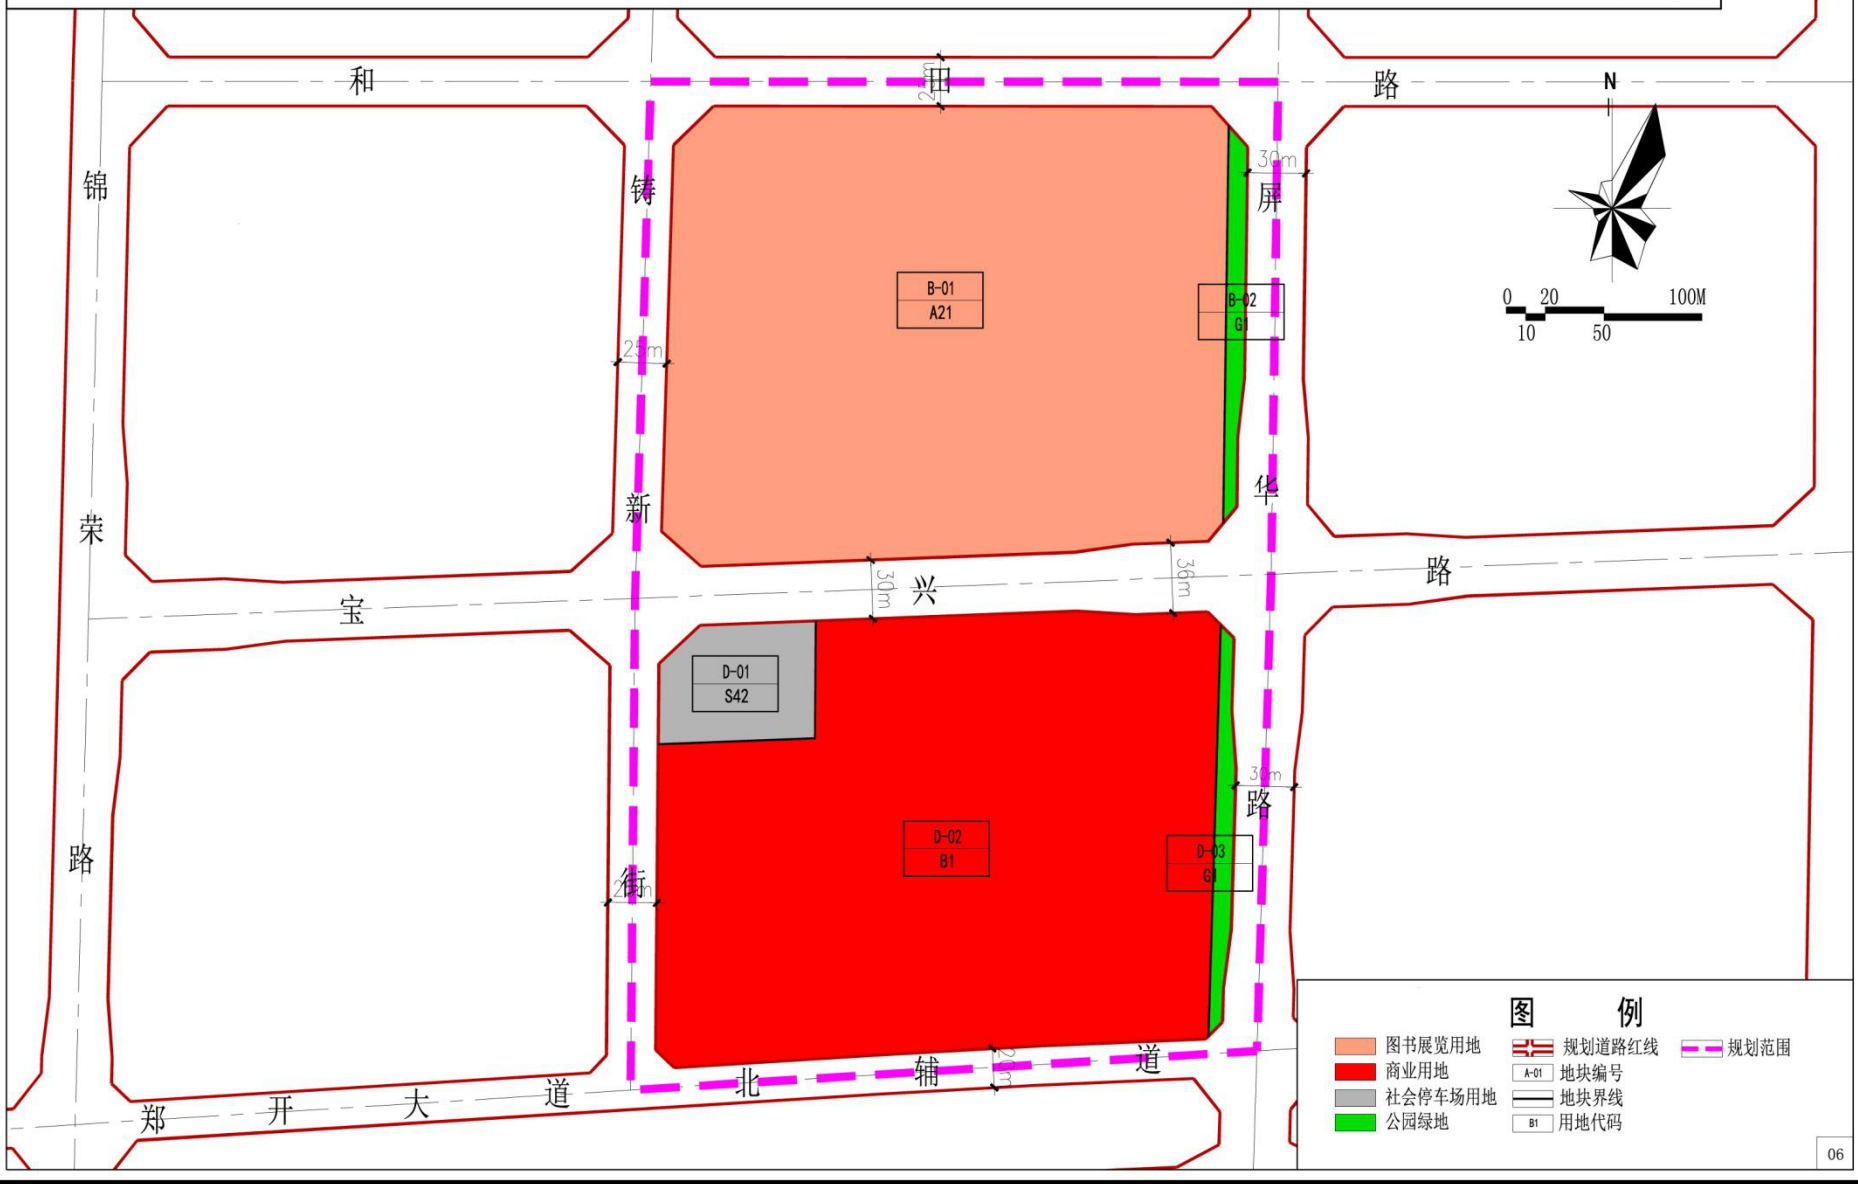 和 田 路
25m
N
锦 荣 路
铸 新 街
屏 华 路
30m
B-01
A21
B-02
G1
0 20 100M
10 50
25m
宝 兴 路
30m
36m
D-01
S42
30m
D-02
B1
D-03
G1
20m
郑 开 大 道 北 辅 道
图 例
图书展览用地 规划道路红线 规划范围
商业用地 A-01 地块编号
社会停车场用地 地块界线
公园绿地 B1 用地代码
06